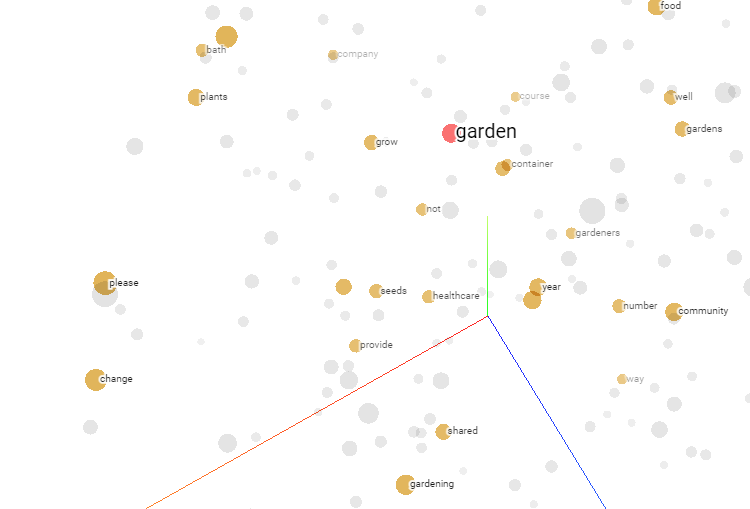 food
bath
company
plants
course
well
garden
gardens
grow
container
not
gardeners
please
seeds
healthcare
year
number
community
provide
change
way
shared
gardening